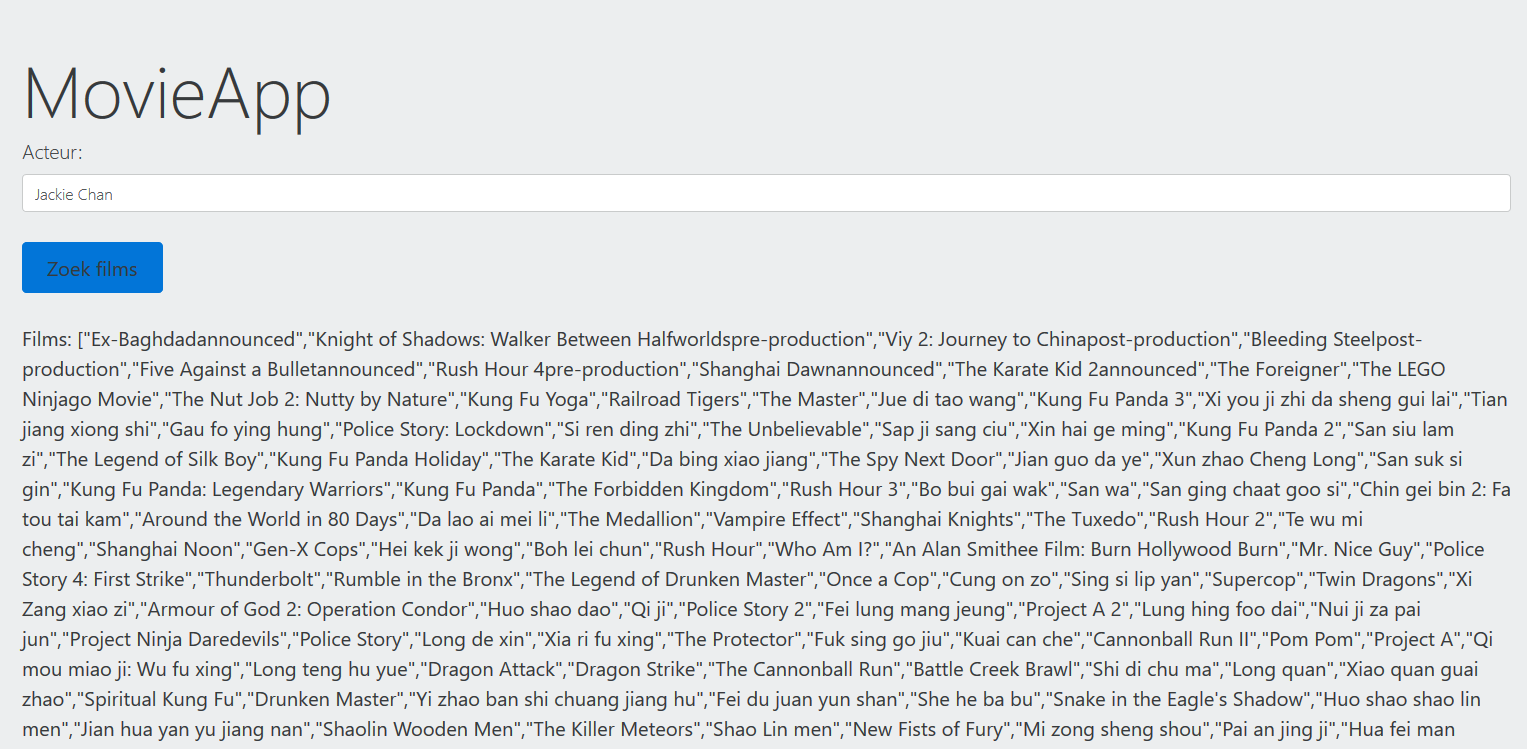 MovieApp
Acteur:
Jackie Chan
Zoek films
Films: ["Ex-Baghdadannounced","Knight of Shadows: Walker Between Halfworldspre-production","Viy 2: Journey to Chinapost-production","Bleeding Steelpost-
production","Five Against a Bulletannounced","Rush Hour 4pre-production","Shanghai Dawnannounced","The Karate Kid 2announced","The Foreigner","The LEGO
Ninjago Movie","The Nut Job 2: Nutty by Nature","Kung Fu Yoga","Railroad Tigers","The Master","Jue di tao wang","Kung Fu Panda 3","Xi you ji zhi da sheng gui lai","Tian
jiang xiong shi","Gau fo ying hung","Police Story: Lockdown","Si ren ding zhi","The Unbelievable","Sap ji sang ciu","Xin hai ge ming","Kung Fu Panda 2","San siu lam
zi","The Legend of Silk Boy","Kung Fu Panda Holiday","The Karate Kid","Da bing xiao jiang","The Spy Next Door","Jian guo da ye","Xun zhao Cheng Long","San suk si
gin","Kung Fu Panda: Legendary Warriors","Kung Fu Panda","The Forbidden Kingdom","Rush Hour 3","Bo bui gai wak","San wa","San ging chaat goo si","Chin gei bin 2: Fa
tou tai kam","Around the World in 80 Days","Da lao ai mei li","The Medallion","Vampire Effect","Shanghai Knights","The Tuxedo","Rush Hour 2","Te wu mi
cheng","Shanghai Noon","Gen-X Cops","Hei kek ji wong","Boh lei chun","Rush Hour","Who Am I?","An Alan Smithee Film: Burn Hollywood Burn","Mr. Nice Guy","Police
Story 4: First Strike","Thunderbolt","Rumble in the Bronx","The Legend of Drunken Master","Once a Cop","Cung on zo","Sing si lip yan","Supercop","Twin Dragons","Xi
Zang xiao zi","Armour of God 2: Operation Condor","Huo shao dao","Qi ji","Police Story 2","Fei lung mang jeung","Project A 2","Lung hing foo dai","Nui ji za pai
jun","Project Ninja Daredevils","Police Story","Long de xin","Xia ri fu xing","The Protector","Fuk sing go jiu","Kuai can che","Cannonball Run II","Pom Pom","Project A","Qi
mou miao ji: Wu fu xing","Long teng hu yue","Dragon Attack","Dragon Strike","The Cannonball Run","Battle Creek Brawl","Shi di chu ma","Long quan","Xiao quan guai
zhao","Spiritual Kung Fu","Drunken Master","Yi zhao ban shi chuang jiang hu","Fei du juan yun shan","She he ba bu","Snake in the Eagle's Shadow","Huo shao shao lin
men","Jian hua yan yu jiang nan","Shaolin Wooden Men","The Killer Meteors","Shao Lin men","New Fists of Fury","Mi zong sheng shou","Pai an jing ji","Hua fei man